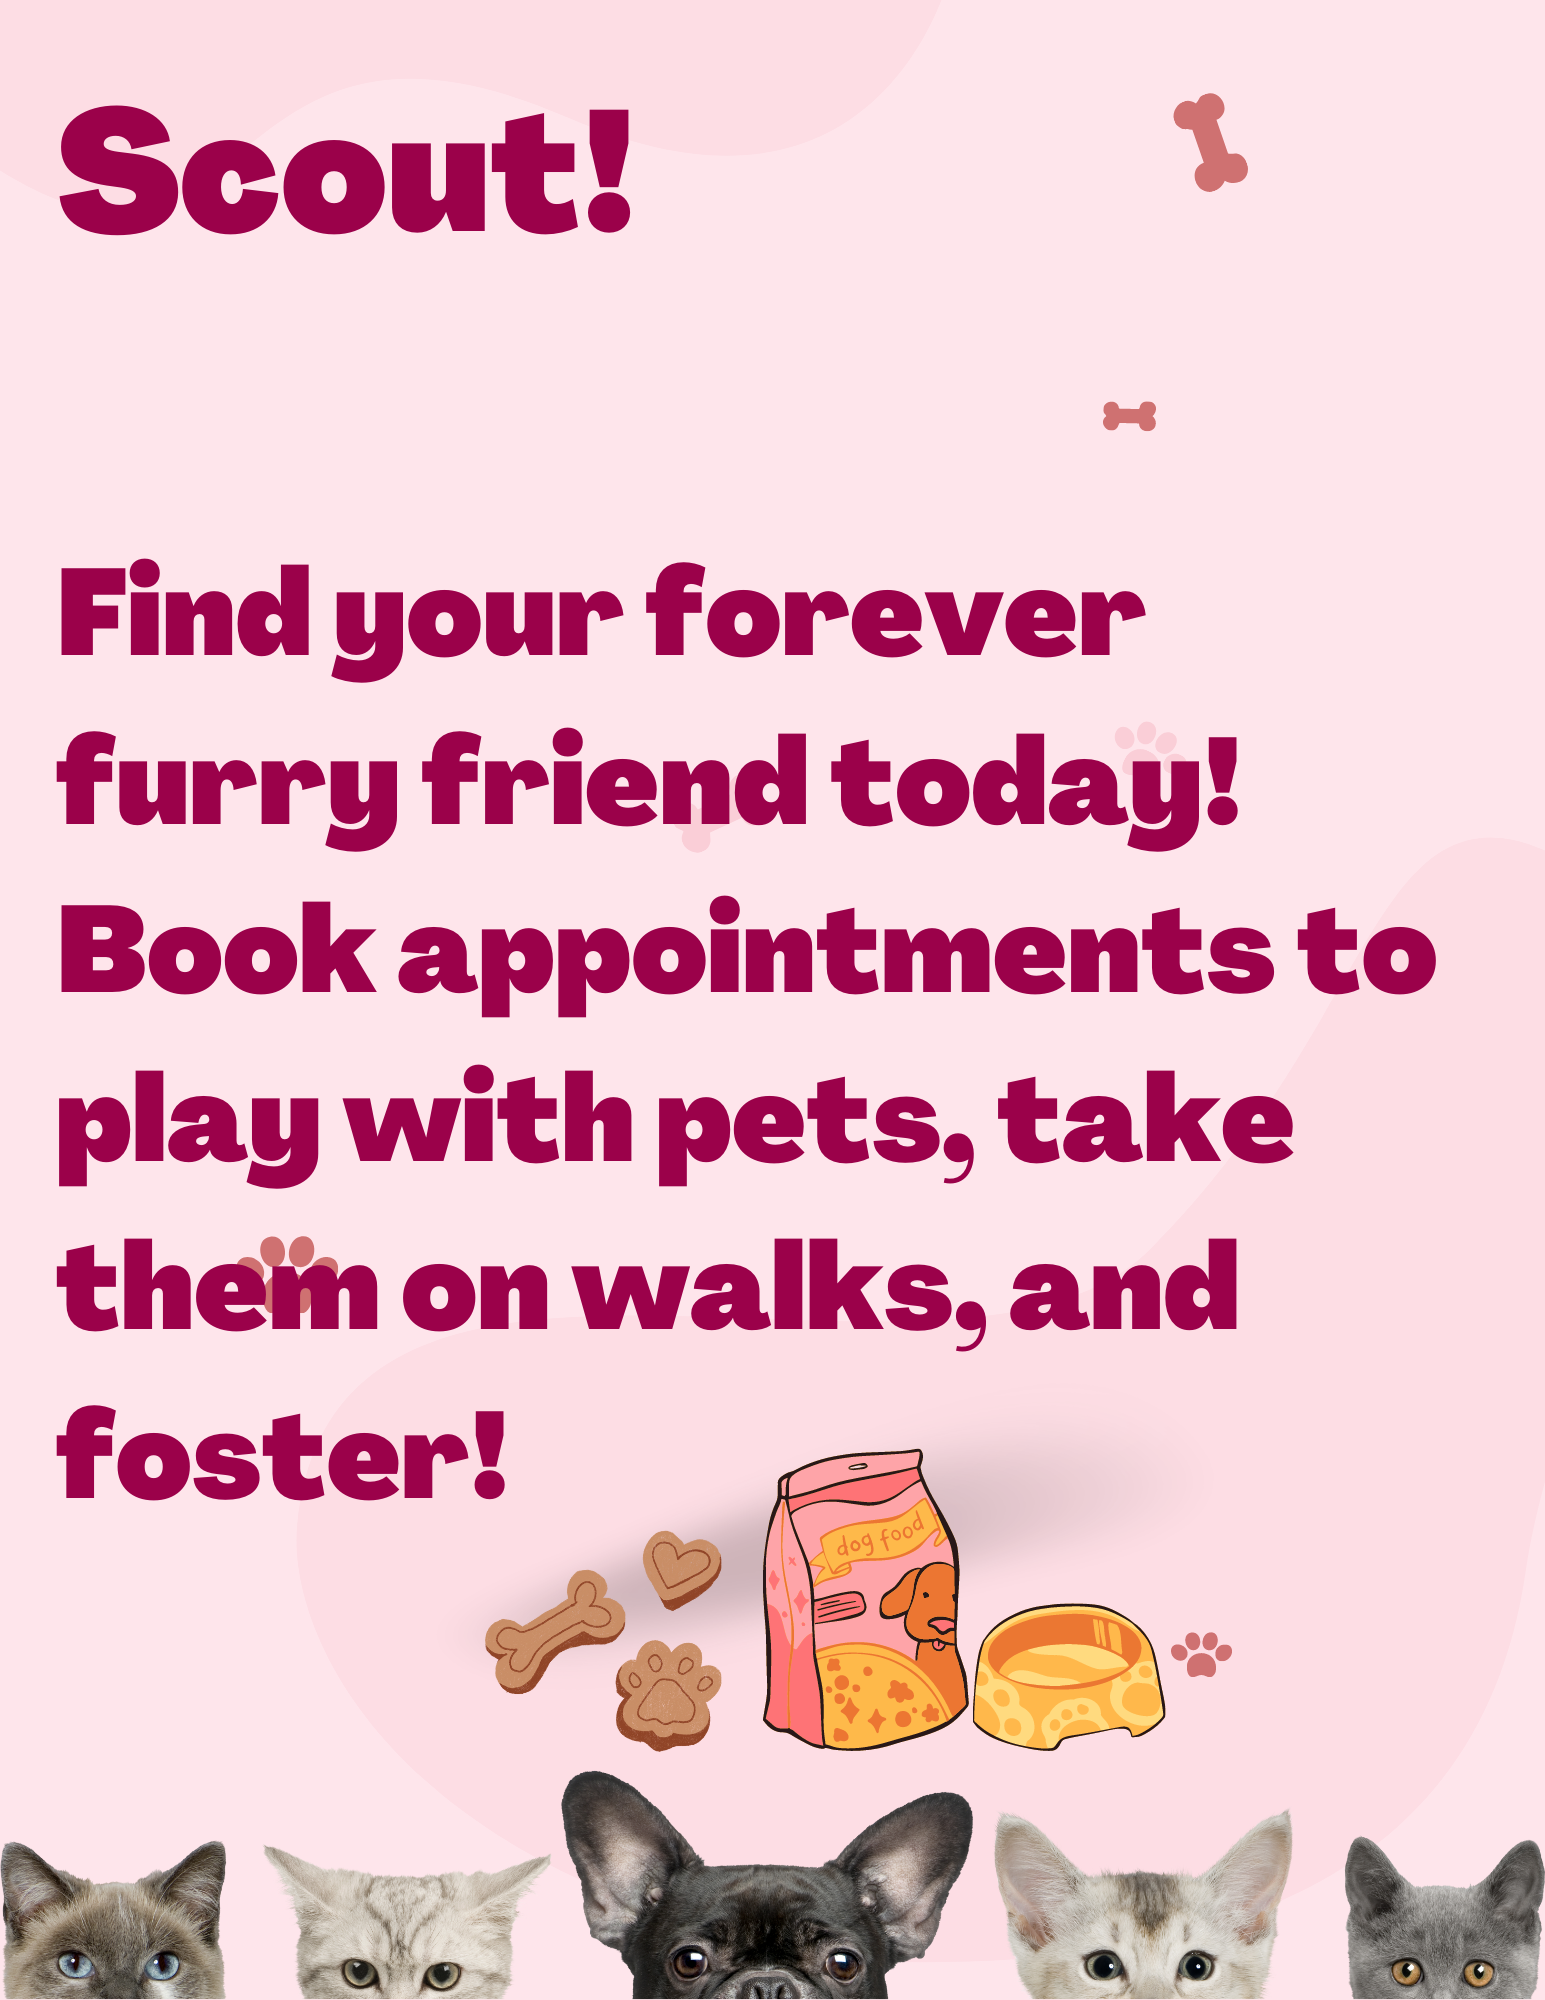 Scout!
Find your forever
furry friend today!
Book appointments to
play with pets, take
them on walks, and
foster!
dog food